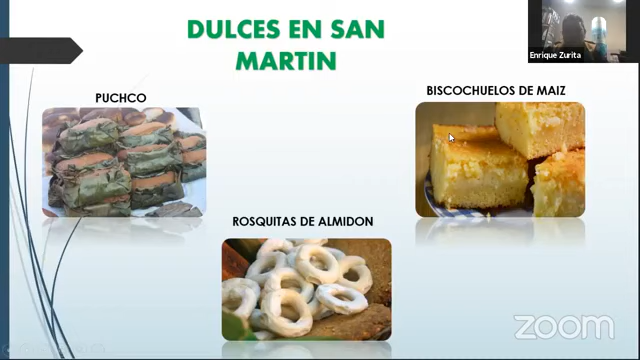 DULCES EN SAN
MARTIN
Enrique Zurita
PUCHCO
BISCOCHUELOS DE MAIZ
ROSQUITAS DE ALMIDON
zoom